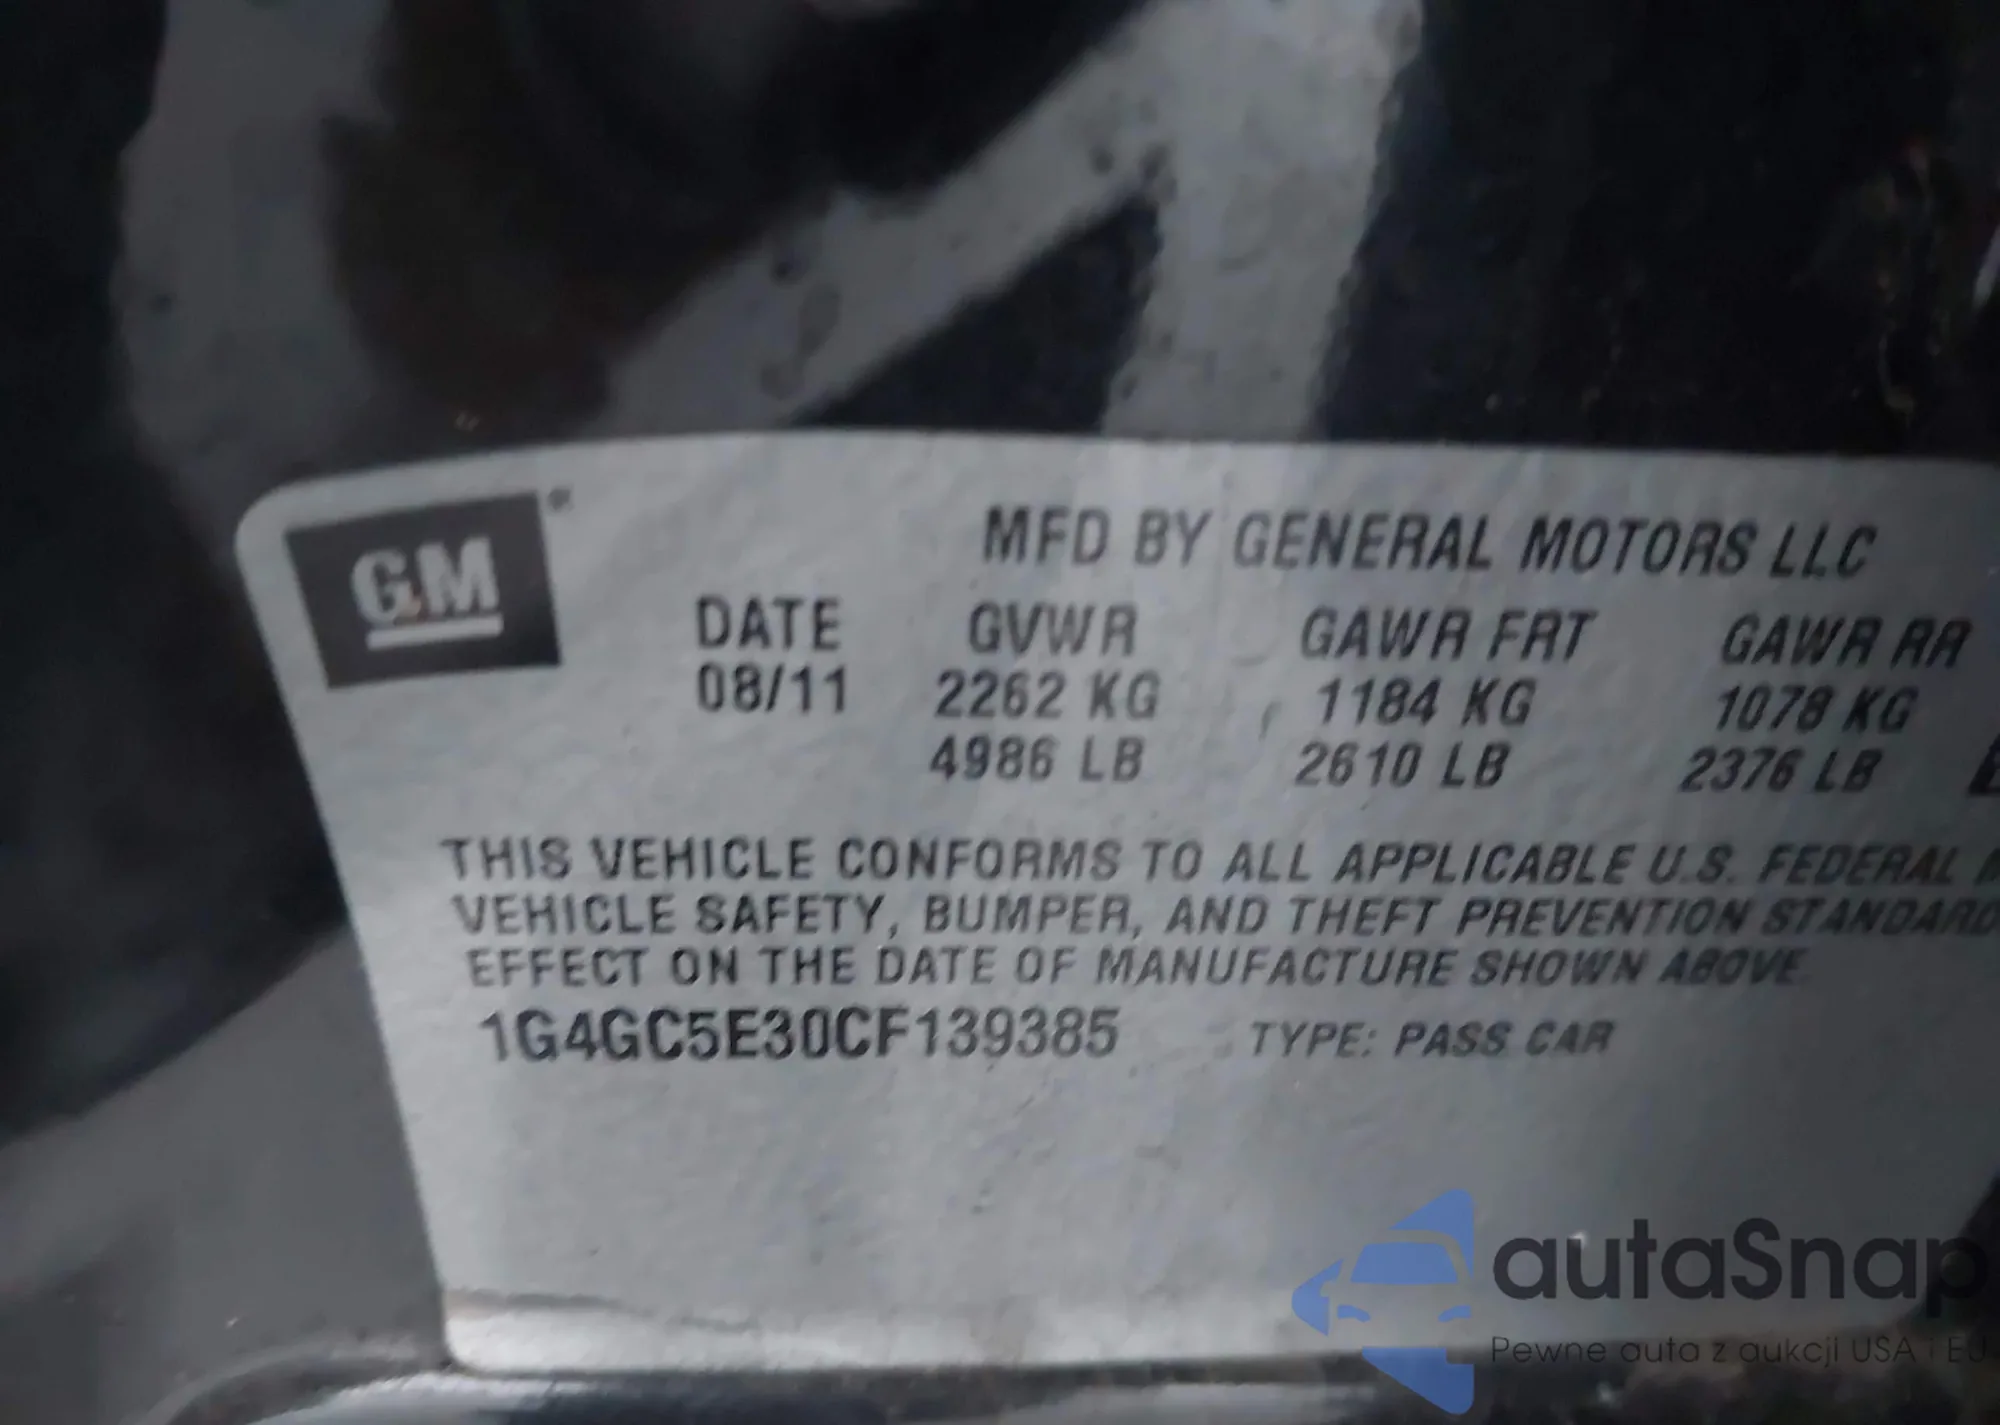 GM
MFD BY GENERAL MOTORS LLC
DATE GVWR GAWR FRT GAWR RR
08/11 2262 KG 1184 KG 1078 KG
4986 LB 2610 LB 2376 LB
THIS VEHICLE CONFORMS TO ALL APPLICABLE U.S. FEDERAL
VEHICLE SAFETY, BUMPER, AND THEFT PREVENTION STANDARD
EFFECT ON THE DATE OF MANUFACTURE SHOWN ABOVE.
1G4GC5E30CF139385 TYPE: PASS CAR
autaSnap
Pewne auta z aukcji USA i EU